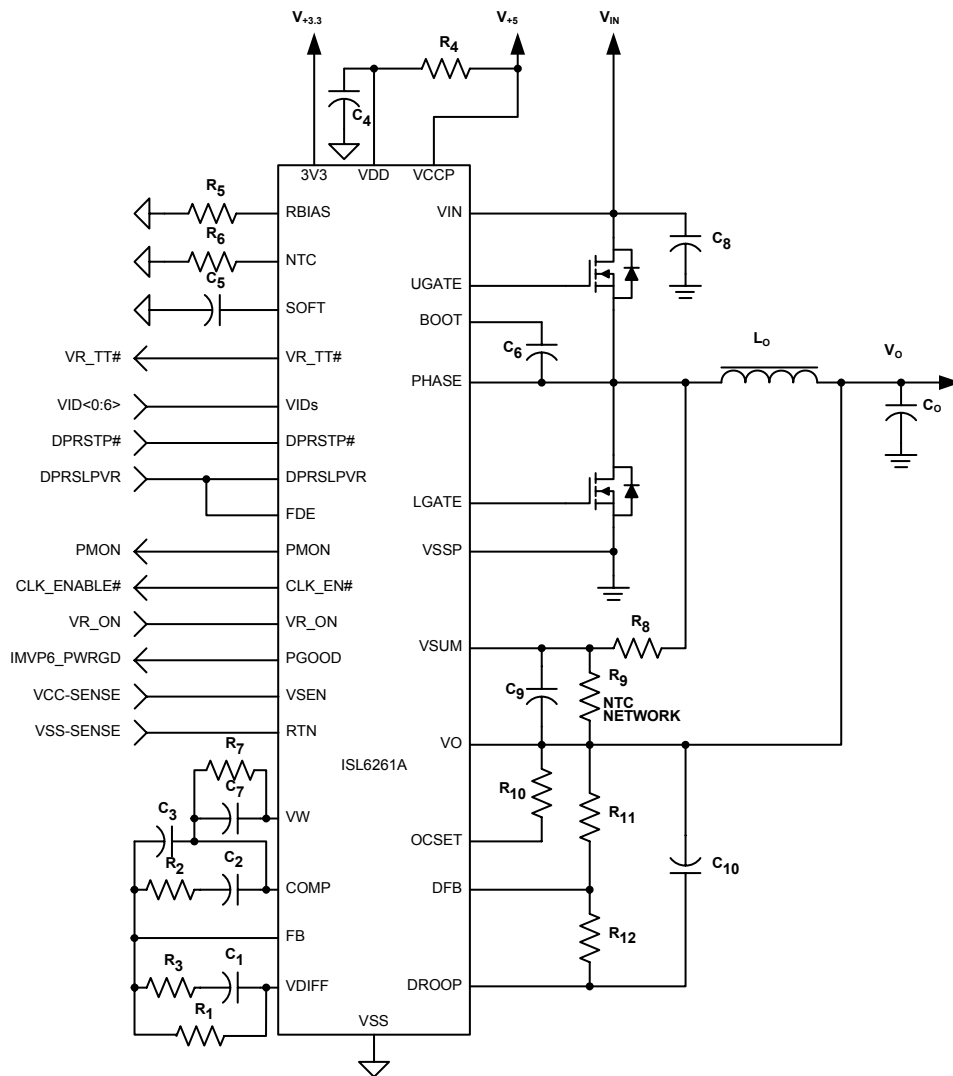 V+3.3
V+5
VIN
R4
C4
3V3
VDD
VCCP
R5
RBIAS
VIN
C8
R6
NTC
C5
UGATE
SOFT
BOOT
C6
LO
VO
VR_TT#
VR_TT#
PHASE
CO
VID<0:6>
VIDs
DPRSTP#
DPRSTP#
DPRSLPVR
DPRSLPVR
LGATE
FDE
PMON
PMON
VSSP
CLK_ENABLE#
CLK_EN#
VR_ON
VR_ON
R8
IMVP6_PWRGD
PGOOD
VSUM
R9
NTC
NETWORK
C9
VCC-SENSE
VSEN
VSS-SENSE
RTN
VO
R7
ISL6261A
C7
R10
R11
C3
VW
OCSET
C10
R2
C2
COMP
DFB
R12
FB
R3
C1
VDIFF
DROOP
R1
VSS